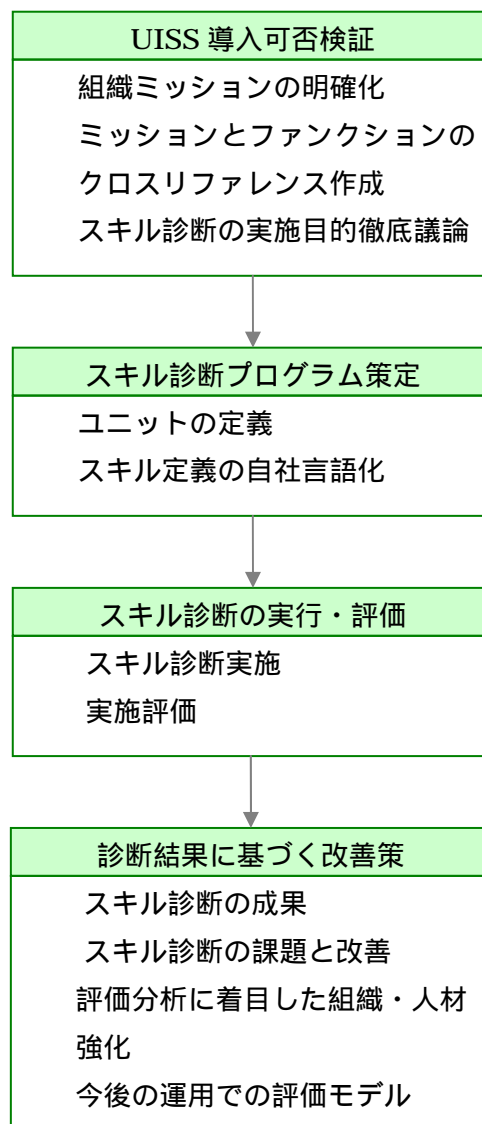 UISS 導入可否検証
組織ミッションの明確化
ミッションとファンクションの
クロスリファレンス作成
スキル診断の実施目的徹底議論
スキル診断プログラム策定
ユニットの定義
スキル定義の自社言語化
スキル診断の実行・評価
スキル診断実施
実施評価
診断結果に基づく改善策
スキル診断の成果
スキル診断の課題と改善
評価分析に着目した組織・人材
強化
今後の運用での評価モデル